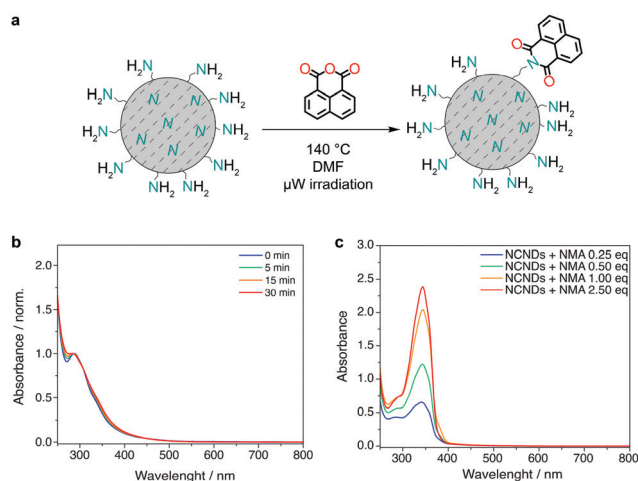 a
H2N
NH2
H2N
NH2
H2N
NH2
H2N
NH2
NH2
NH2
NH2
N
N
N
N
N
O O O
140 °C
DMF
µW irradiation
O
N
O
H2N
H2N
NH2
H2N
NH2
H2N
NH2
NH2
NH2
NH2
N
N
N
N
N
b
0 min
5 min
15 min
30 min
2.0
1.5
1.0
0.5
0.0
Absorbance / norm.
300 400 500 600 700 800
Wavelenght / nm
c
NCNDs + NMA 0.25 eq
NCNDs + NMA 0.50 eq
NCNDs + NMA 1.00 eq
NCNDs + NMA 2.50 eq
3.0
2.5
2.0
1.5
1.0
0.5
0.0
Absorbance
300 400 500 600 700 800
Wavelenght / nm